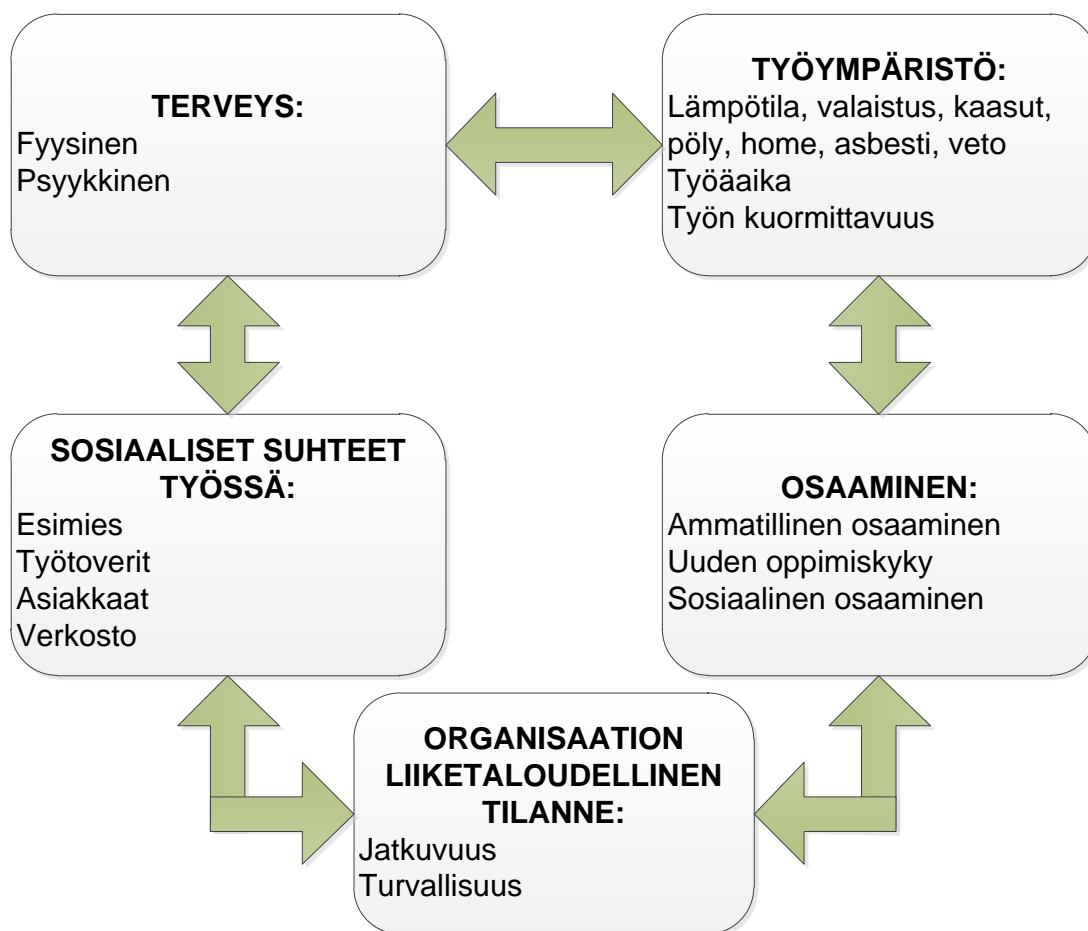 TERVEYS:
Fyysinen
Psyykkinen
TYÖYMPÄRISTÖ:
Lämpötila, valaistus, kaasut,
pöly, home, asbesti, veto
Työäaika
Työn kuormittavuus
SOSIAALISET SUHTEET
TYÖSSÄ:
Esimies
Työtoverit
Asiakkaat
Verkosto
OSAAMINEN:
Ammatillinen osaaminen
Uuden oppimiskyky
Sosiaalinen osaaminen
ORGANISAATION
LIIKETALOUDELLINEN
TILANNE:
Jatkuvuus
Turvallisuus